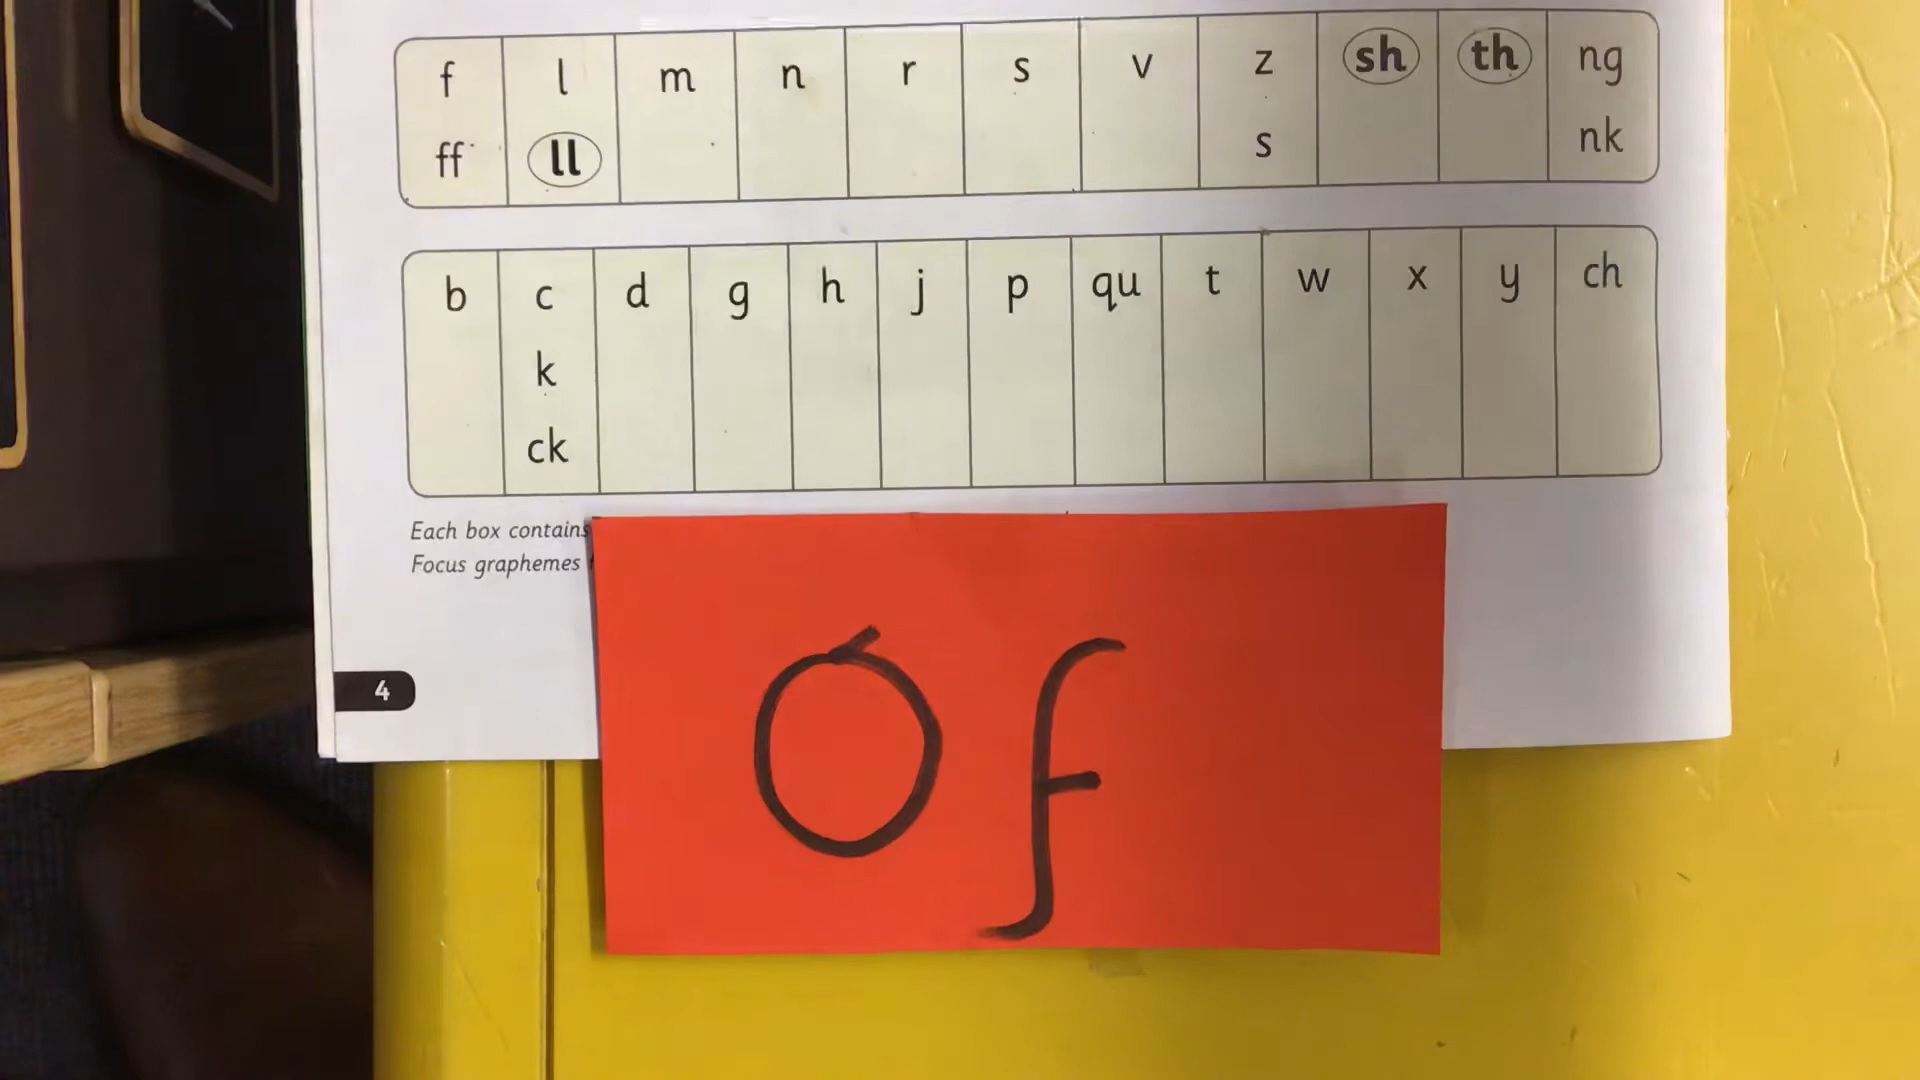 f l m n r s v z sh th ng
ff ll s nk
b c d g h j p qu t w x y ch
k
ck
Each box contains
Focus graphemes
4
of